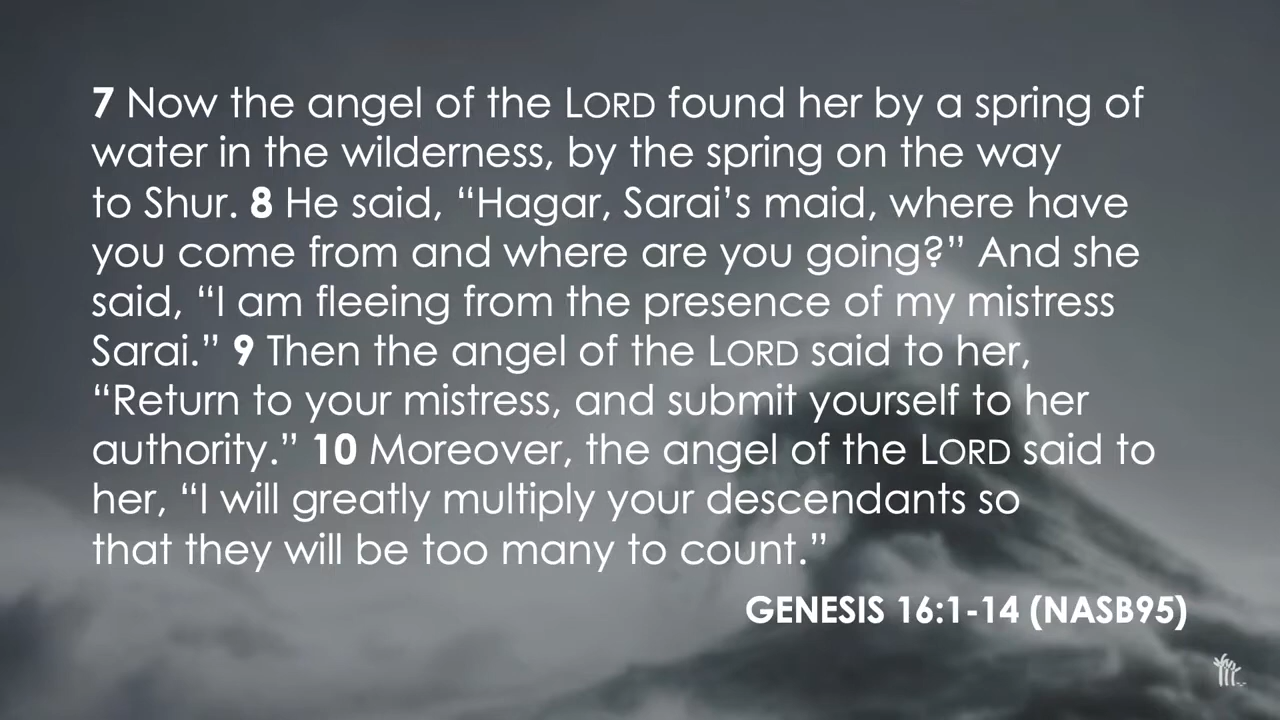 7 Now the angel of the LORD found her by a spring of
water in the wilderness, by the spring on the way
to Shur. 8 He said, “Hagar, Sarai’s maid, where have
you come from and where are you going?” And she
said, “I am fleeing from the presence of my mistress
Sarai.” 9 Then the angel of the LORD said to her,
“Return to your mistress, and submit yourself to her
authority.” 10 Moreover, the angel of the LORD said to
her, “I will greatly multiply your descendants so
that they will be too many to count.”
GENESIS 16:1-14 (NASB95)